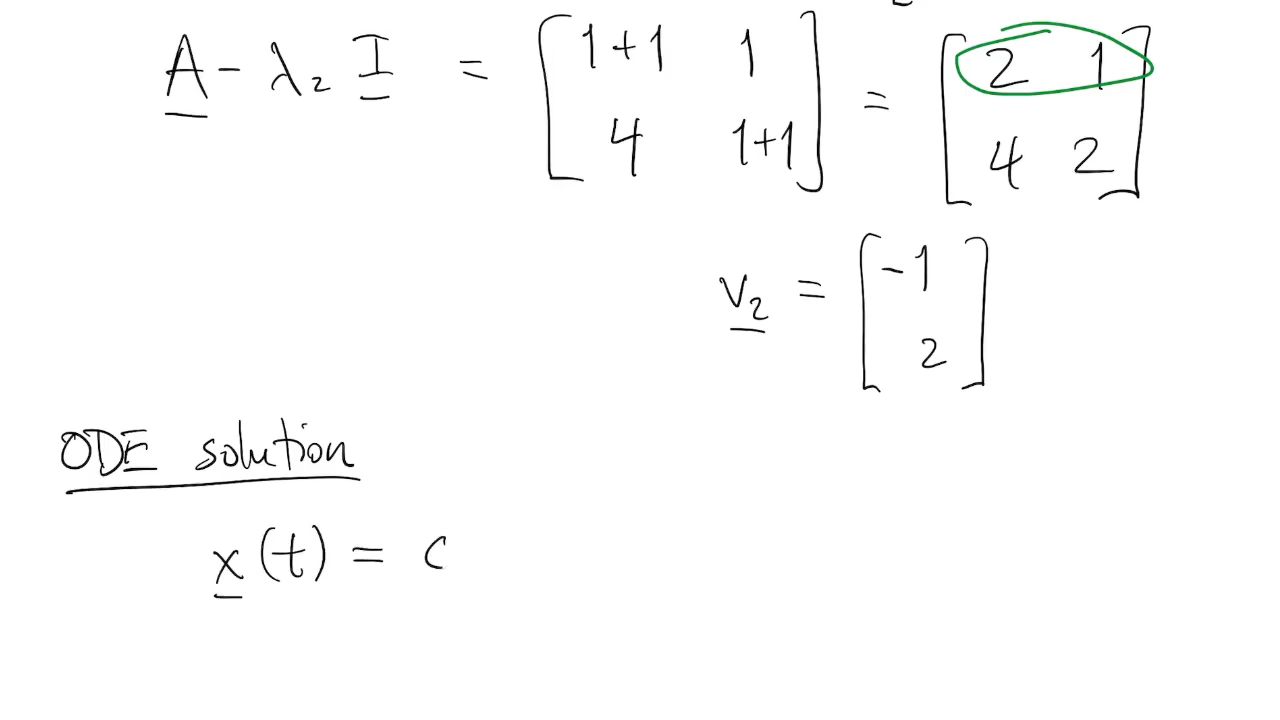 A - λ₂ I = [ 1+1 1 ; 4 1+1 ] = [ 2 1 ; 4 2 ]
v₂ = [ -1 ; 2 ]
ODE solution
x(t) = c